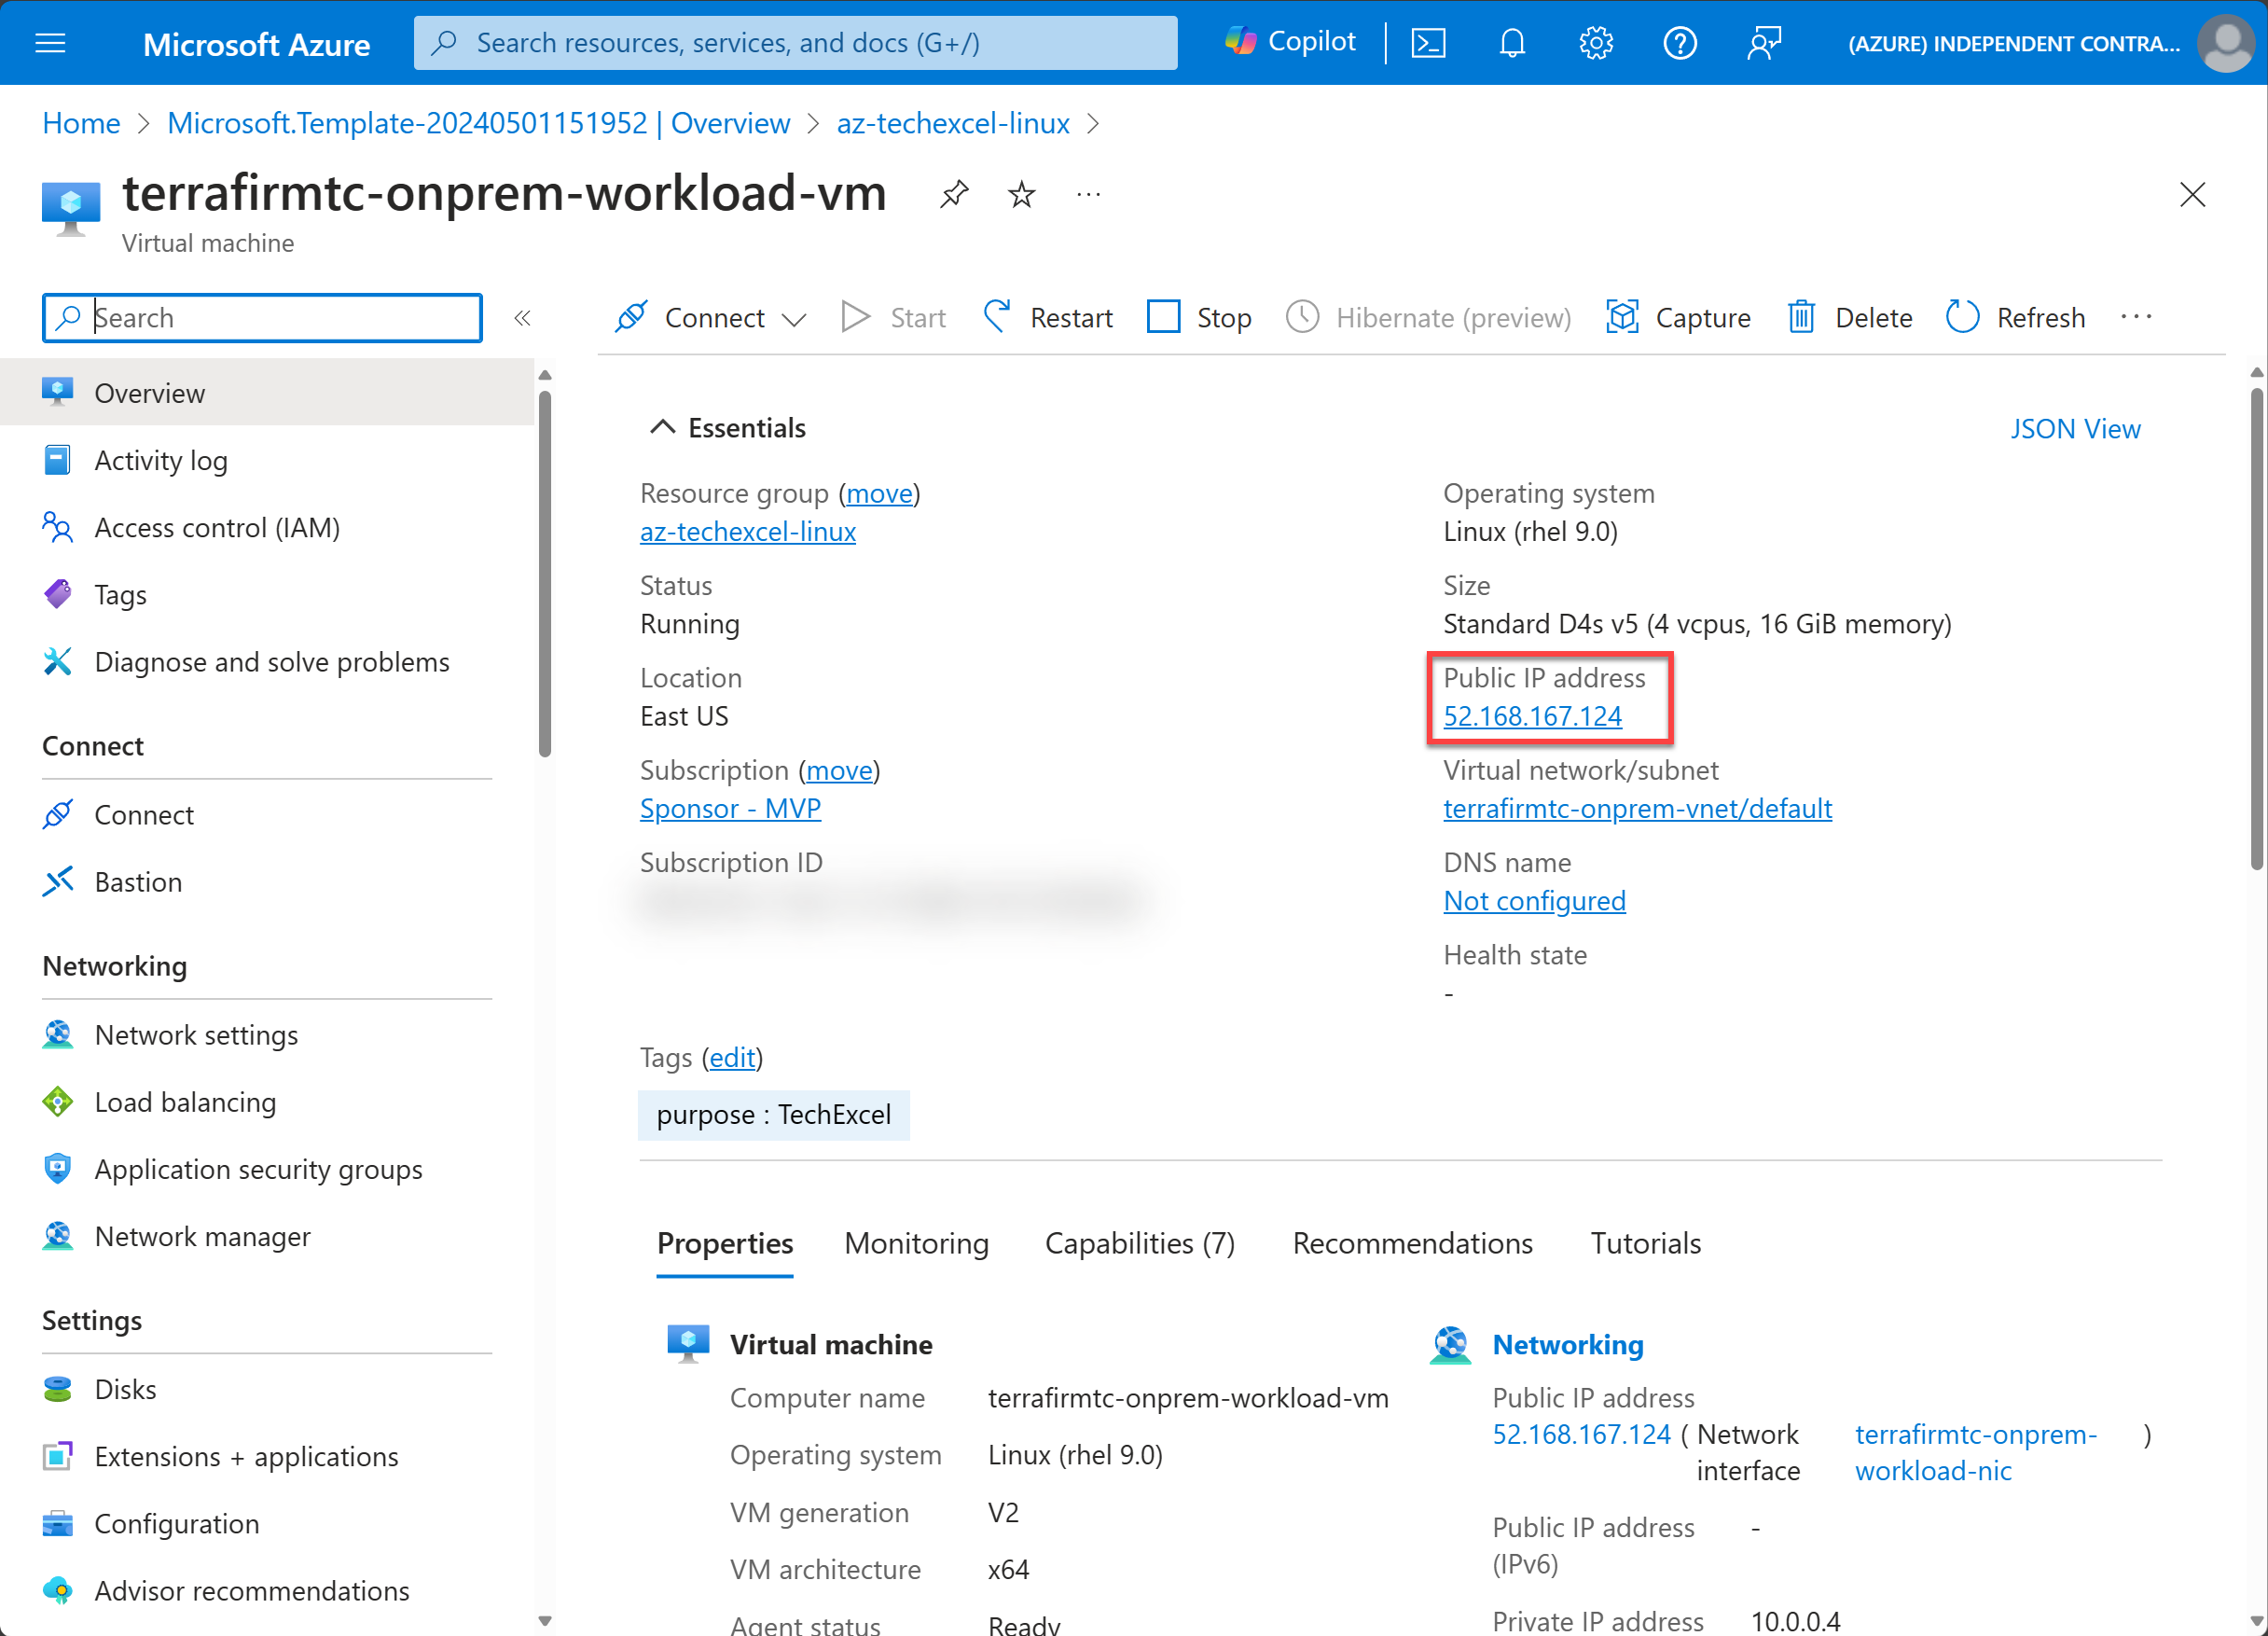 Microsoft Azure
Search resources, services, and docs (G+/)
Copilot
(AZURE) INDEPENDENT CONTRA...
Home > Microsoft.Template-20240501151952 | Overview > az-techexcel-linux >
terrafirmtc-onprem-workload-vm
Virtual machine
Search
Connect
Start
Restart
Stop
Hibernate (preview)
Capture
Delete
Refresh
Overview
Activity log
Access control (IAM)
Tags
Diagnose and solve problems
Connect
Connect
Bastion
Networking
Network settings
Load balancing
Application security groups
Network manager
Settings
Disks
Extensions + applications
Configuration
Advisor recommendations
Essentials
JSON View
Resource group (move)
az-techexcel-linux
Status
Running
Location
East US
Subscription (move)
Sponsor - MVP
Subscription ID
Operating system
Linux (rhel 9.0)
Size
Standard D4s v5 (4 vcpus, 16 GiB memory)
Public IP address
52.168.167.124
Virtual network/subnet
terrafirmtc-onprem-vnet/default
DNS name
Not configured
Health state
-
Tags (edit)
purpose : TechExcel
Properties
Monitoring
Capabilities (7)
Recommendations
Tutorials
Virtual machine
Computer name terrafirmtc-onprem-workload-vm
Operating system Linux (rhel 9.0)
VM generation V2
VM architecture x64
Agent status Ready
Networking
Public IP address
52.168.167.124 ( Network terrafirmtc-onprem- )
interface workload-nic
Public IP address -
(IPv6)
Private IP address 10.0.0.4